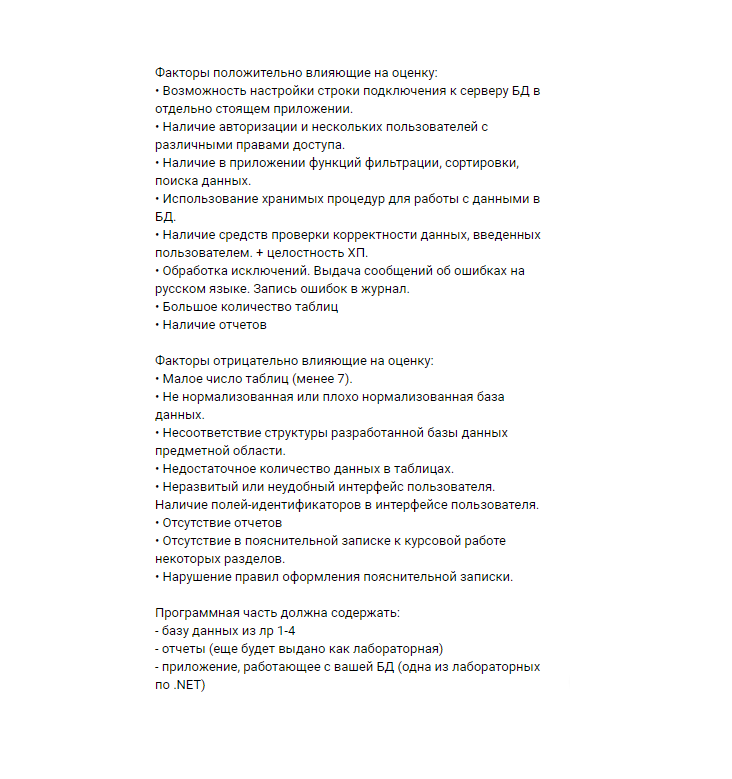 Факторы положительно влияющие на оценку:
• Возможность настройки строки подключения к серверу БД в
отдельно стоящем приложении.
• Наличие авторизации и нескольких пользователей с
различными правами доступа.
• Наличие в приложении функций фильтрации, сортировки,
поиска данных.
• Использование хранимых процедур для работы с данными в
БД.
• Наличие средств проверки корректности данных, введенных
пользователем. + целостность ХП.
• Обработка исключений. Выдача сообщений об ошибках на
русском языке. Запись ошибок в журнал.
• Большое количество таблиц
• Наличие отчетов
Факторы отрицательно влияющие на оценку:
• Малое число таблиц (менее 7).
• Не нормализованная или плохо нормализованная база
данных.
• Несоответствие структуры разработанной базы данных
предметной области.
• Недостаточное количество данных в таблицах.
• Неразвитый или неудобный интерфейс пользователя.
Наличие полей-идентификаторов в интерфейсе пользователя.
• Отсутствие отчетов
• Отсутствие в пояснительной записке к курсовой работе
некоторых разделов.
• Нарушение правил оформления пояснительной записки.
Программная часть должна содержать:
- базу данных из лр 1-4
- отчеты (еще будет выдано как лабораторная)
- приложение, работающее с вашей БД (одна из лабораторных
по .NET)